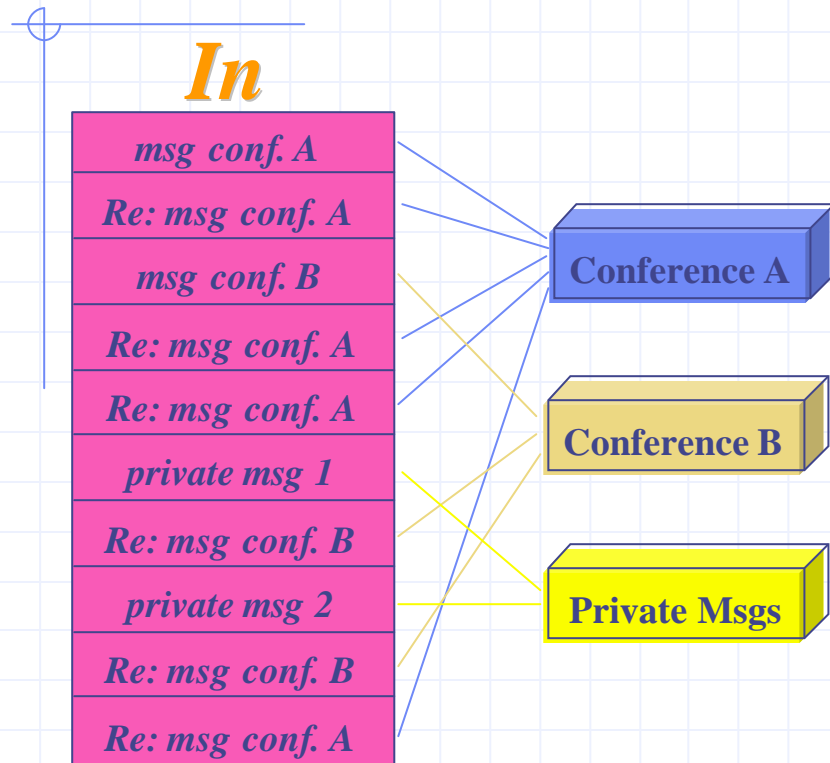 In
msg conf. A
Re: msg conf. A
msg conf. B
Re: msg conf. A
Re: msg conf. A
private msg 1
Re: msg conf. B
private msg 2
Re: msg conf. B
Re: msg conf. A
Conference A
Conference B
Private Msgs